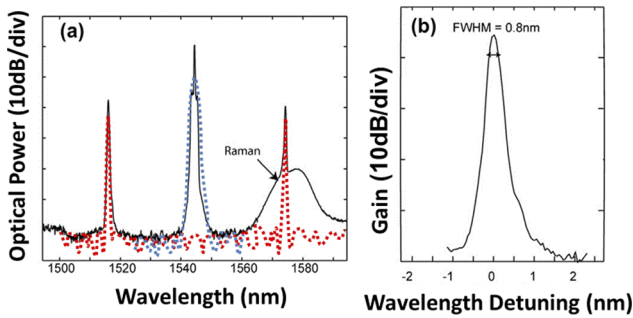 (a)
Optical Power (10dB/div)
Raman
1500 1520 1540 1560 1580
Wavelength (nm)
(b)
FWHM = 0.8nm
Gain (10dB/div)
-2 -1 0 1 2
Wavelength Detuning (nm)